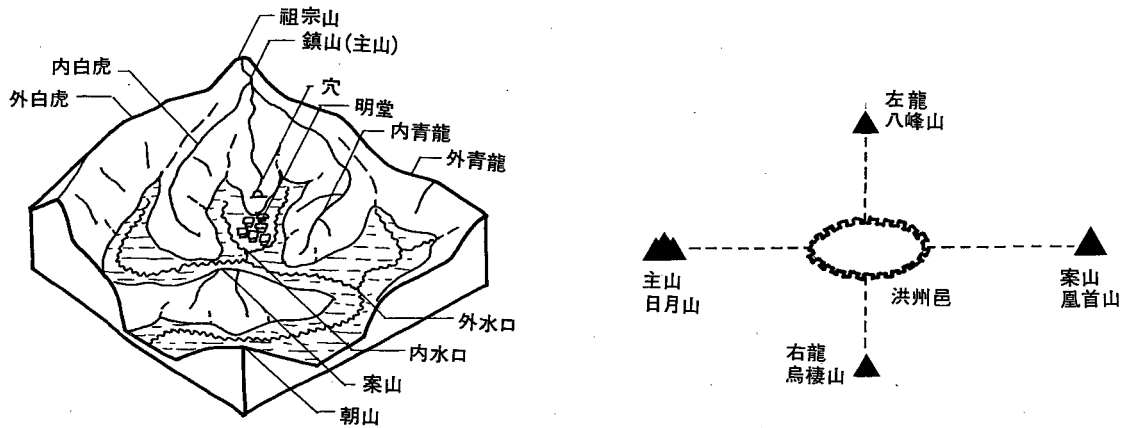 祖宗山
鎮山(主山)
内白虎
穴
外白虎
明堂
内青龍
外青龍
外水口
内水口
案山
朝山
左龍
八峰山
主山
日月山
洪州邑
案山
鳳首山
右龍
烏棲山